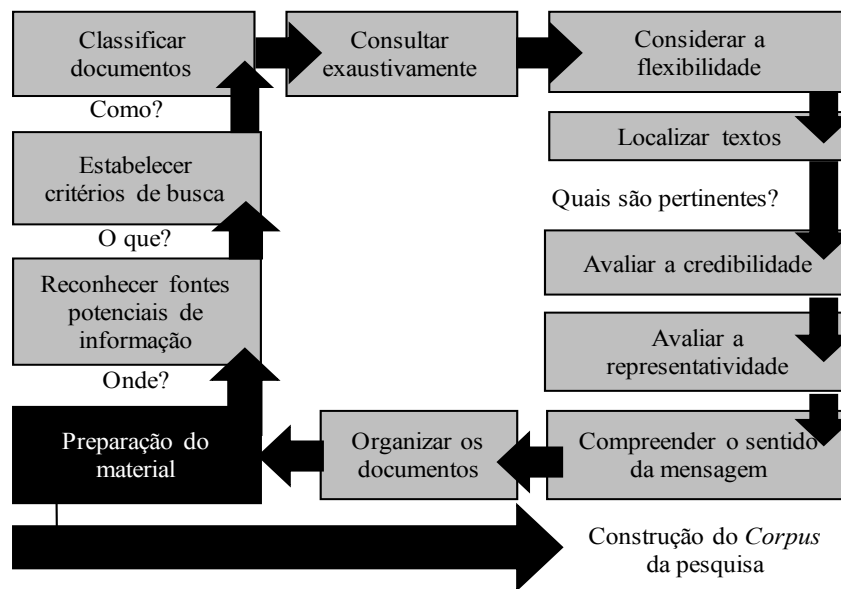 Classificar
documentos
Consultar
exaustivamente
Considerar a
flexibilidade
Como?
Localizar textos
Estabelecer
critérios de busca
Quais são pertinentes?
O que?
Avaliar a credibilidade
Reconhecer fontes
potenciais de
informação
Avaliar a
representatividade
Onde?
Preparação do
material
Organizar os
documentos
Compreender o sentido
da mensagem
Construção do Corpus
da pesquisa